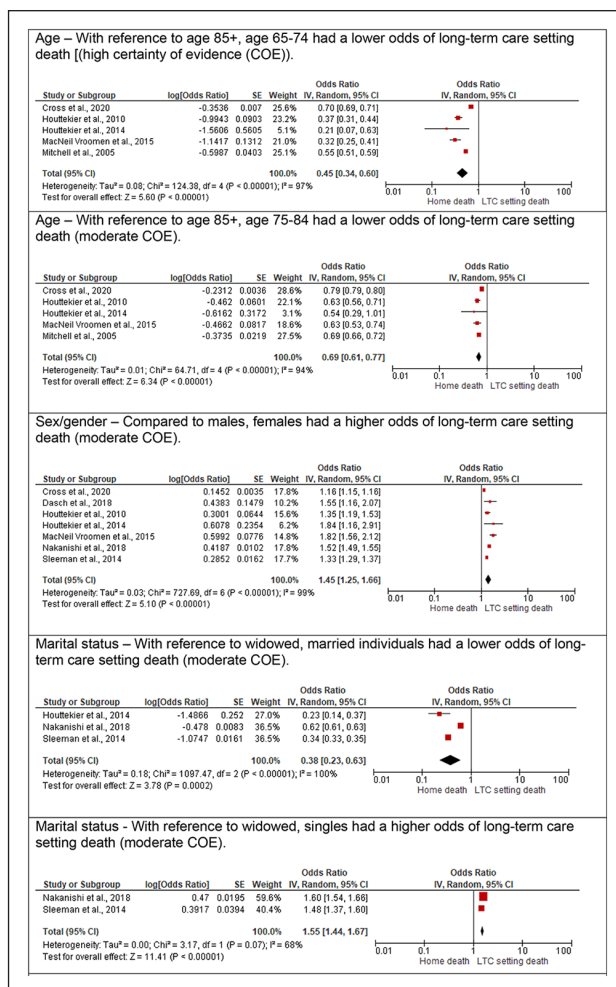 Age – With reference to age 85+, age 65-74 had a lower odds of long-term care setting
death [(high certainty of evidence (COE)).
Odds Ratio Odds Ratio
Study or Subgroup log[Odds Ratio] SE Weight IV, Random, 95% CI IV, Random, 95% CI
Cross et al., 2020 -0.3536 0.007 25.6% 0.70 [0.69, 0.71]
Houttekier et al., 2010 -0.9943 0.0903 23.2% 0.37 [0.31, 0.44]
Houttekier et al., 2014 -1.5606 0.5605 5.1% 0.21 [0.07, 0.63]
MacNeil Vroomen et al., 2015 -1.1417 0.1312 21.0% 0.32 [0.25, 0.41]
Mitchell et al., 2005 -0.5987 0.0403 25.1% 0.55 [0.51, 0.59]
Total (95% CI) 100.0% 0.45 [0.34, 0.60]
Heterogeneity: Tau² = 0.08; Chi² = 124.38, df = 4 (P < 0.00001); I² = 97%
Test for overall effect: Z = 5.60 (P < 0.00001)
0.01 0.1 1 10 100
Home death LTC setting death
Age – With reference to age 85+, age 75-84 had a lower odds of long-term care setting
death (moderate COE).
Odds Ratio Odds Ratio
Study or Subgroup log[Odds Ratio] SE Weight IV, Random, 95% CI IV, Random, 95% CI
Cross et al., 2020 -0.2312 0.0036 28.6% 0.79 [0.79, 0.80]
Houttekier et al., 2010 -0.462 0.0601 22.1% 0.63 [0.56, 0.71]
Houttekier et al., 2014 -0.6162 0.3172 3.1% 0.54 [0.29, 1.01]
MacNeil Vroomen et al., 2015 -0.4662 0.0817 18.6% 0.63 [0.53, 0.74]
Mitchell et al., 2005 -0.3735 0.0219 27.5% 0.69 [0.66, 0.72]
Total (95% CI) 100.0% 0.69 [0.61, 0.77]
Heterogeneity: Tau² = 0.01; Chi² = 64.71, df = 4 (P < 0.00001); I² = 94%
Test for overall effect: Z = 6.34 (P < 0.00001)
0.01 0.1 1 10 100
Home death LTC setting death
Sex/gender – Compared to males, females had a higher odds of long-term care setting
death (moderate COE).
Odds Ratio Odds Ratio
Study or Subgroup log[Odds Ratio] SE Weight IV, Random, 95% CI IV, Random, 95% CI
Cross et al., 2020 0.1452 0.0035 17.8% 1.16 [1.15, 1.16]
Dasch et al., 2018 0.4383 0.1479 10.2% 1.55 [1.16, 2.07]
Houttekier et al., 2010 0.3001 0.0644 15.6% 1.35 [1.19, 1.53]
Houttekier et al., 2014 0.6078 0.2354 6.2% 1.84 [1.16, 2.91]
MacNeil Vroomen et al., 2015 0.5992 0.0776 14.8% 1.82 [1.56, 2.12]
Nakanishi et al., 2018 0.4187 0.0102 17.7% 1.52 [1.49, 1.55]
Sleeman et al., 2014 0.2852 0.0162 17.7% 1.33 [1.29, 1.37]
Total (95% CI) 100.0% 1.45 [1.25, 1.66]
Heterogeneity: Tau² = 0.03; Chi² = 727.69, df = 6 (P < 0.00001); I² = 99%
Test for overall effect: Z = 5.10 (P < 0.00001)
0.01 0.1 1 10 100
Home death LTC setting death
Marital status – With reference to widowed, married individuals had a lower odds of long-
term care setting death (moderate COE).
Odds Ratio Odds Ratio
Study or Subgroup log[Odds Ratio] SE Weight IV, Random, 95% CI IV, Random, 95% CI
Houttekier et al., 2014 -1.4866 0.252 27.0% 0.23 [0.14, 0.37]
Nakanishi et al., 2018 -0.478 0.0083 36.5% 0.62 [0.61, 0.63]
Sleeman et al., 2014 -1.0747 0.0161 36.5% 0.34 [0.33, 0.35]
Total (95% CI) 100.0% 0.38 [0.23, 0.63]
Heterogeneity: Tau² = 0.18; Chi² = 1097.47, df = 2 (P < 0.00001); I² = 100%
Test for overall effect: Z = 3.78 (P = 0.0002)
0.01 0.1 1 10 100
Home death LTC setting death
Marital status - With reference to widowed, singles had a higher odds of long-term care
setting death (moderate COE).
Odds Ratio Odds Ratio
Study or Subgroup log[Odds Ratio] SE Weight IV, Random, 95% CI IV, Random, 95% CI
Nakanishi et al., 2018 0.47 0.0195 59.6% 1.60 [1.54, 1.66]
Sleeman et al., 2014 0.3917 0.0394 40.4% 1.48 [1.37, 1.60]
Total (95% CI) 100.0% 1.55 [1.44, 1.67]
Heterogeneity: Tau² = 0.00; Chi² = 3.17, df = 1 (P = 0.07); I² = 68%
Test for overall effect: Z = 11.41 (P < 0.00001)
0.01 0.1 1 10 100
Home death LTC setting death